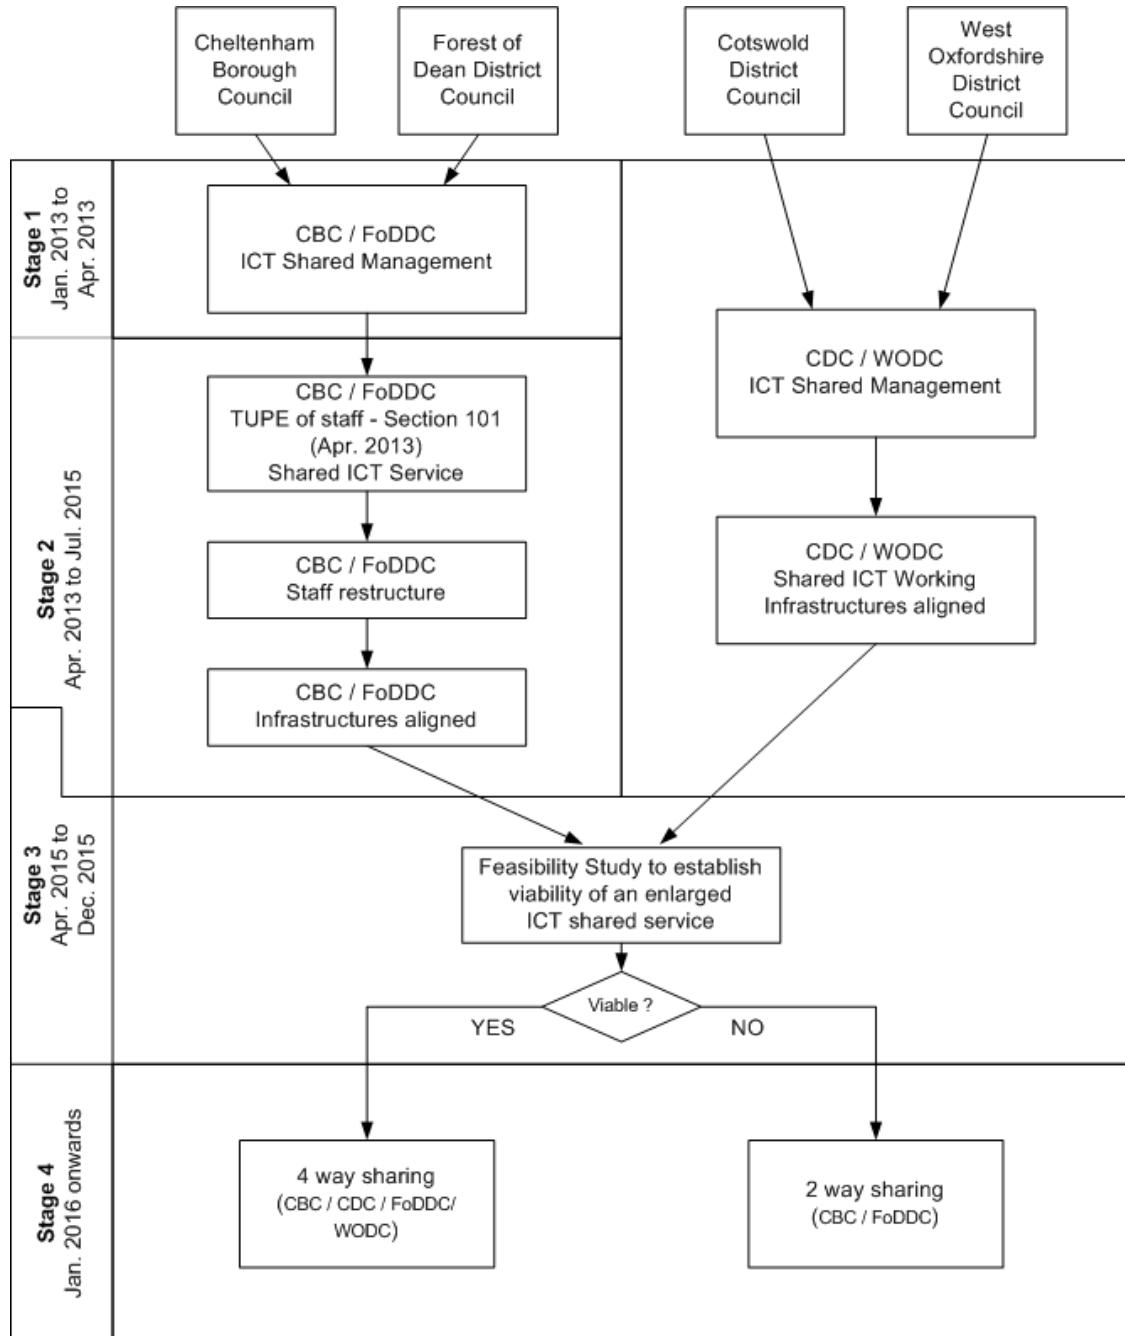 Cheltenham
Borough
Council
Forest of
Dean District
Council
Cotswold
District
Council
West
Oxfordshire
District
Council
Stage 1
Jan. 2013 to
Apr. 2013
CBC / FoDDC
ICT Shared Management
CDC / WODC
ICT Shared Management
Stage 2
Apr. 2013 to Jul. 2015
CBC / FoDDC
TUPE of staff - Section 101
(Apr. 2013)
Shared ICT Service
CBC / FoDDC
Staff restructure
CDC / WODC
Shared ICT Working
Infrastructures aligned
CBC / FoDDC
Infrastructures aligned
Stage 3
Apr. 2015 to
Dec. 2015
Feasibility Study to establish
viability of an enlarged
ICT shared service
Viable ?
YES
NO
Stage 4
Jan. 2016 onwards
4 way sharing
(CBC / CDC / FoDDC/
WODC)
2 way sharing
(CBC / FoDDC)